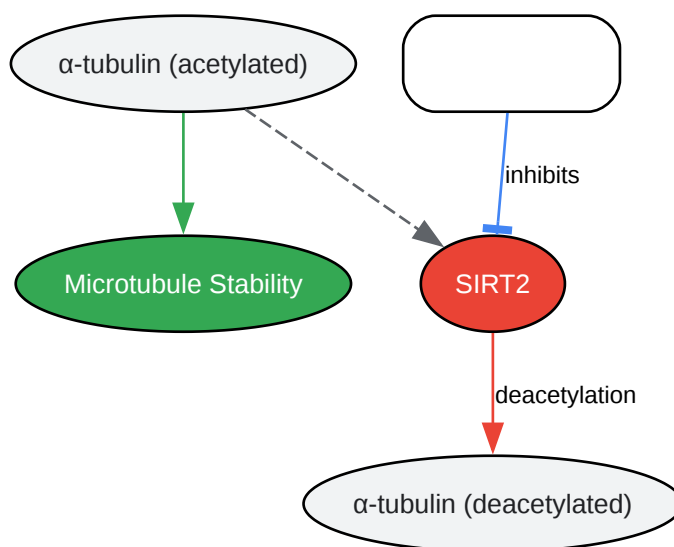 α-tubulin (acetylated)
inhibits
Microtubule Stability
SIRT2
deacetylation
α-tubulin (deacetylated)